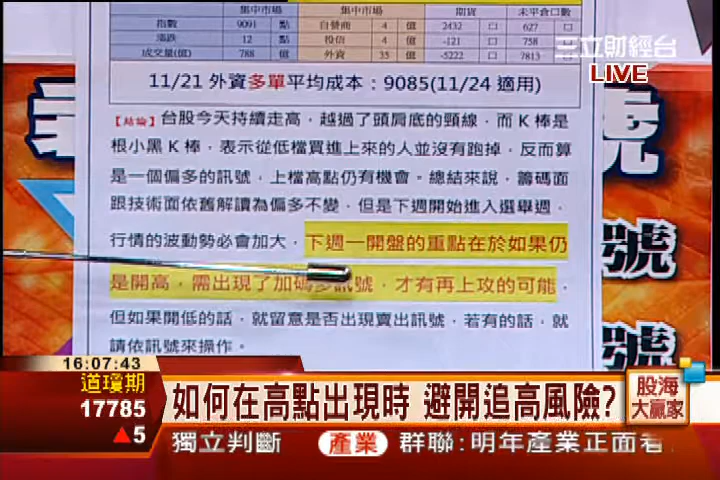 集中市場 集中市場 期貨 未平倉口數
指數 9091 點 自營商 4 億 2432 口 627 口
漲跌 12 點 投信 4 億 -121 口 758 口
成交量(億) 788 億 外資 35 億 -5222 口 7813 口
三立財經台
LIVE
11/21 外資多單平均成本：9085(11/24 適用)
【結論】台股今天持續走高，越過了頭肩底的頸線，而 K 棒是
根小黑 K 棒，表示從低檔買進上來的人並沒有跑掉，反而算
是一個偏多的訊號，上檔高點仍有機會。總結來說，籌碼面
跟技術面依舊解讀為偏多不變，但是下週開始進入選舉週，
行情的波動勢必會加大，下週一開盤的重點在於如果仍
是開高，需出現了加碼多訊號，才有再上攻的可能，
但如果開低的話，就留意是否出現賣出訊號，若有的話，就
請依訊號來操作。
號
號
號
16:07:43
道瓊期
17785
▲5
如何在高點出現時 避開追高風險?
股海
大贏家
獨立判斷 產業 群聯:明年產業正面看